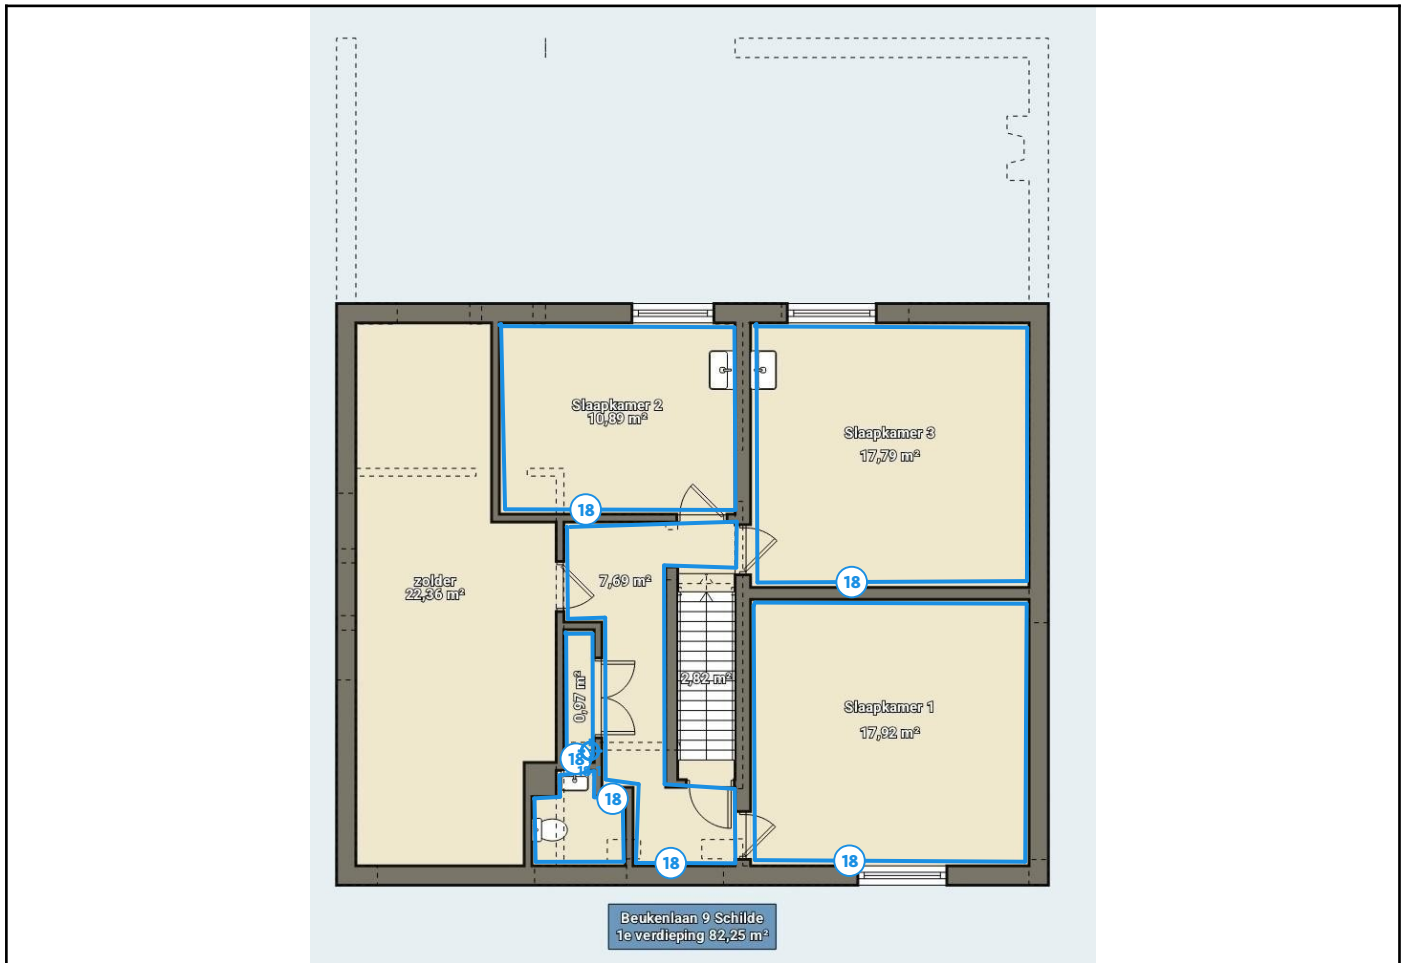 Slaapkamer 2
10,89 m²
18
Slaapkamer 3
17,79 m²
18
zolder
22,36 m²
7,69 m²
0,97 m²
2,82 m²
Slaapkamer 1
17,92 m²
18
18
18
18
18
Beukenlaan 9 Schilde
1e verdieping 82,25 m²